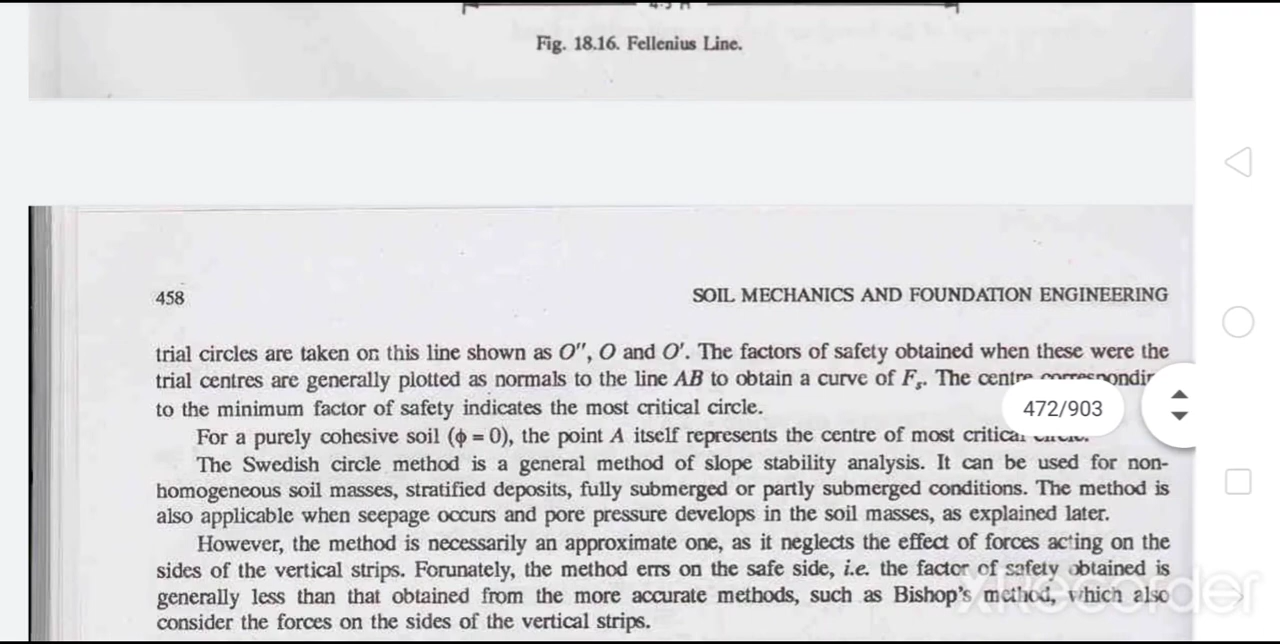 4.5 H
Fig. 18.16. Fellenius Line.
458
SOIL MECHANICS AND FOUNDATION ENGINEERING
trial circles are taken on this line shown as O'', O and O'. The factors of safety obtained when these were the
trial centres are generally plotted as normals to the line AB to obtain a curve of Fs. The centre correspondin
to the minimum factor of safety indicates the most critical circle.
472/903
For a purely cohesive soil (ϕ = 0), the point A itself represents the centre of most critical circle.
The Swedish circle method is a general method of slope stability analysis. It can be used for non-
homogeneous soil masses, stratified deposits, fully submerged or partly submerged conditions. The method is
also applicable when seepage occurs and pore pressure develops in the soil masses, as explained later.
However, the method is necessarily an approximate one, as it neglects the effect of forces acting on the
sides of the vertical strips. Forunately, the method errs on the safe side, i.e. the factor of safety obtained is
generally less than that obtained from the more accurate methods, such as Bishop's method, which also
consider the forces on the sides of the vertical strips.
XRecorder